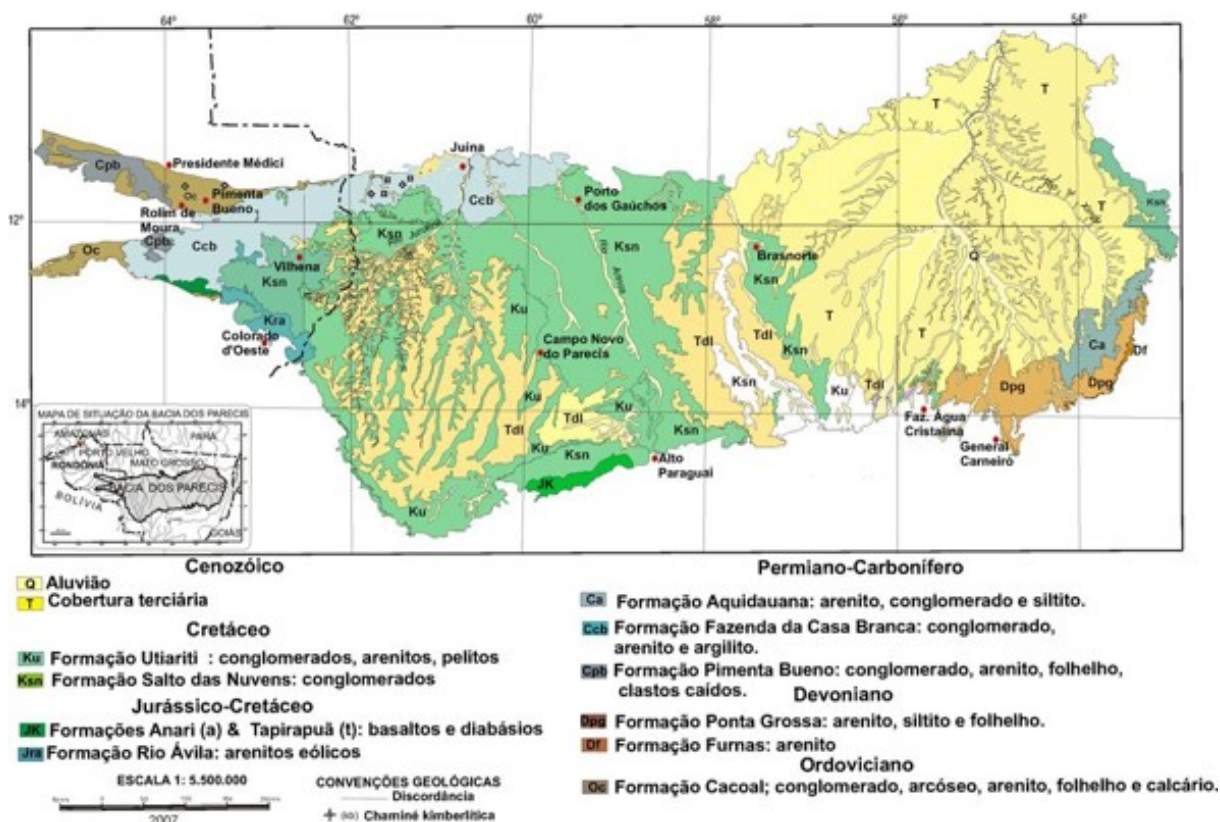 64° 62° 60° 58° 56° 54°
Cpb
Presidente Médici
Oc
Pimenta
Bueno
Rolim de
Moura
Cpb
Juína
Ccb
Porto
dos Gaúchos
12°
Oc
Ccb
Ksn
Rio Juruena
Ksn
Vilhena
Ksn
Kra
Colorado
d'Oeste
Ku
Rio
Campo Novo
do Parecis
Ku
Tdl
Tdl
Ku
Ku
Ksn
JK
Ku
Ksn
Alto
Paraguai
Tdl
Ksn
Brasnorte
Ksn
Tdl
Ksn
Ku
Tdl
T
T
T
T
T
Q
Ksn
Ca
Df
Dpg
Dpg
Faz. Água
Cristalina
General
Carneiró
14°
MAPA DE SITUAÇÃO DA BACIA DOS PARECIS
AMAZONAS
PARÁ
PORTO VELHO
RONDÔNIA
MATO GROSSO
BACIA DOS PARECIS
BOLÍVIA
GOIÁS
Cenozóico
Q Aluvião
T Cobertura terciária
Cretáceo
Ku Formação Utiariti : conglomerados, arenitos, pelitos
Ksn Formação Salto das Nuvens: conglomerados
Jurássico-Cretáceo
JK Formações Anari (a) & Tapirapuã (t): basaltos e diabásios
Jra Formação Rio Ávila: arenitos eólicos
ESCALA 1: 5.500.000
2007
CONVENÇÕES GEOLÓGICAS
Discordância
Chaminé kimberlítica
Permiano-Carbonífero
Ca Formação Aquidauana: arenito, conglomerado e siltito.
Ccb Formação Fazenda da Casa Branca: conglomerado,
arenito e argilito.
Cpb Formação Pimenta Bueno: conglomerado, arenito, folhelho,
clastos caídos.
Devoniano
Dpg Formação Ponta Grossa: arenito, siltito e folhelho.
Df Formação Furnas: arenito
Ordoviciano
Oc Formação Cacoal; conglomerado, arcóseo, arenito, folhelho e calcário.